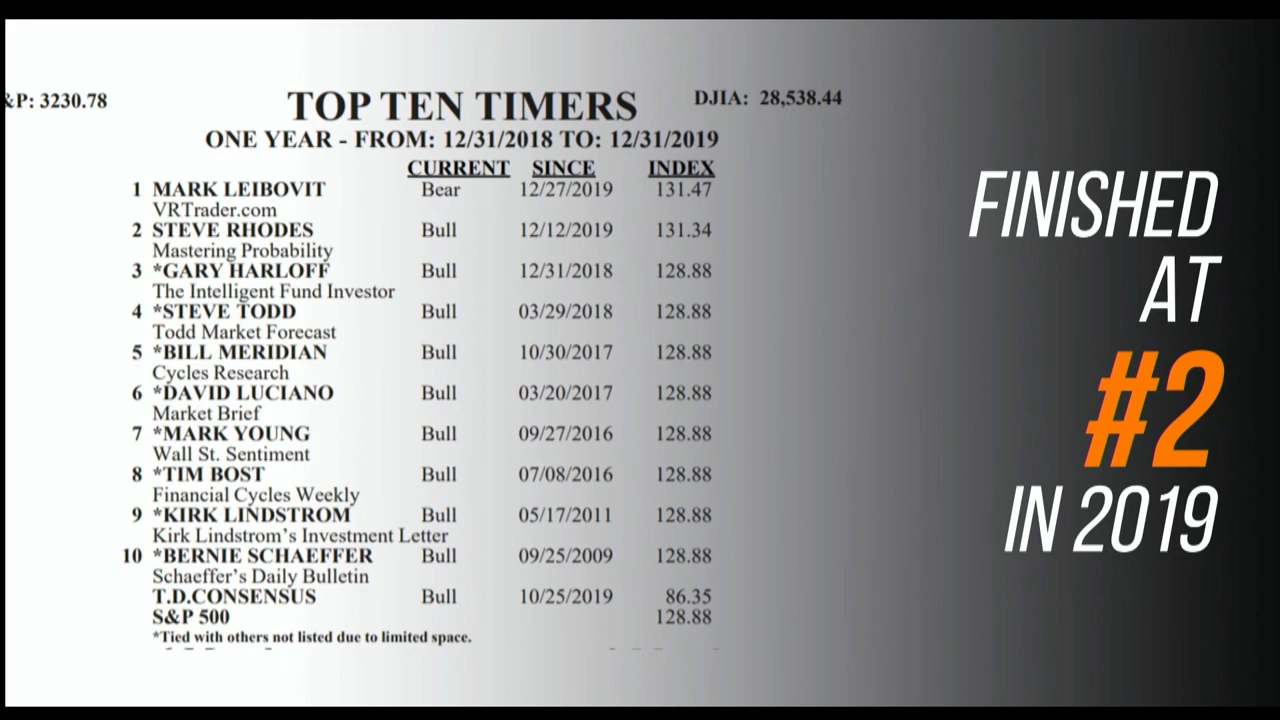 &P: 3230.78
TOP TEN TIMERS
DJIA: 28,538.44
ONE YEAR - FROM: 12/31/2018 TO: 12/31/2019
CURRENT SINCE INDEX
1 MARK LEIBOVIT Bear 12/27/2019 131.47
VRTrader.com
2 STEVE RHODES Bull 12/12/2019 131.34
Mastering Probability
3 *GARY HARLOFF Bull 12/31/2018 128.88
The Intelligent Fund Investor
4 *STEVE TODD Bull 03/29/2018 128.88
Todd Market Forecast
5 *BILL MERIDIAN Bull 10/30/2017 128.88
Cycles Research
6 *DAVID LUCIANO Bull 03/20/2017 128.88
Market Brief
7 *MARK YOUNG Bull 09/27/2016 128.88
Wall St. Sentiment
8 *TIM BOST Bull 07/08/2016 128.88
Financial Cycles Weekly
9 *KIRK LINDSTROM Bull 05/17/2011 128.88
Kirk Lindstrom's Investment Letter
10 *BERNIE SCHAEFFER Bull 09/25/2009 128.88
Schaeffer's Daily Bulletin
T.D.CONSENSUS Bull 10/25/2019 86.35
S&P 500 128.88
*Tied with others not listed due to limited space.
FINISHED
AT
#2
IN 2019